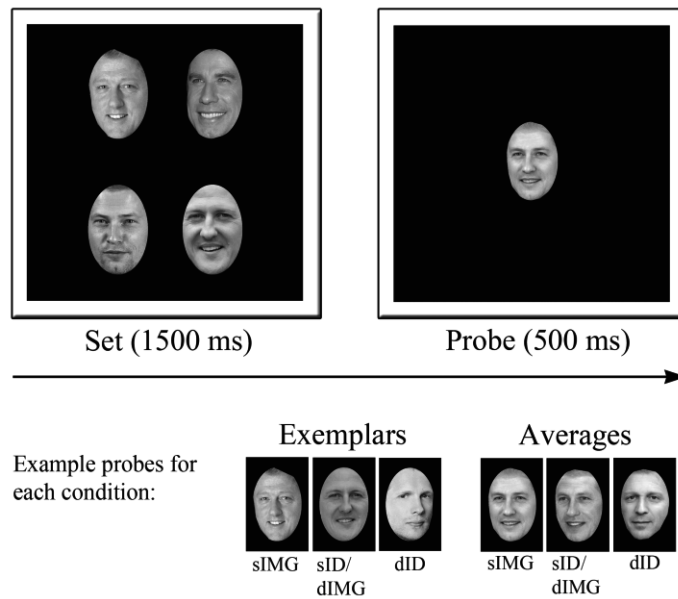 Set (1500 ms)
Probe (500 ms)
Exemplars
Averages
Example probes for
each condition:
sIMG
sID/
dIMG
dID
sIMG
sID/
dIMG
dID